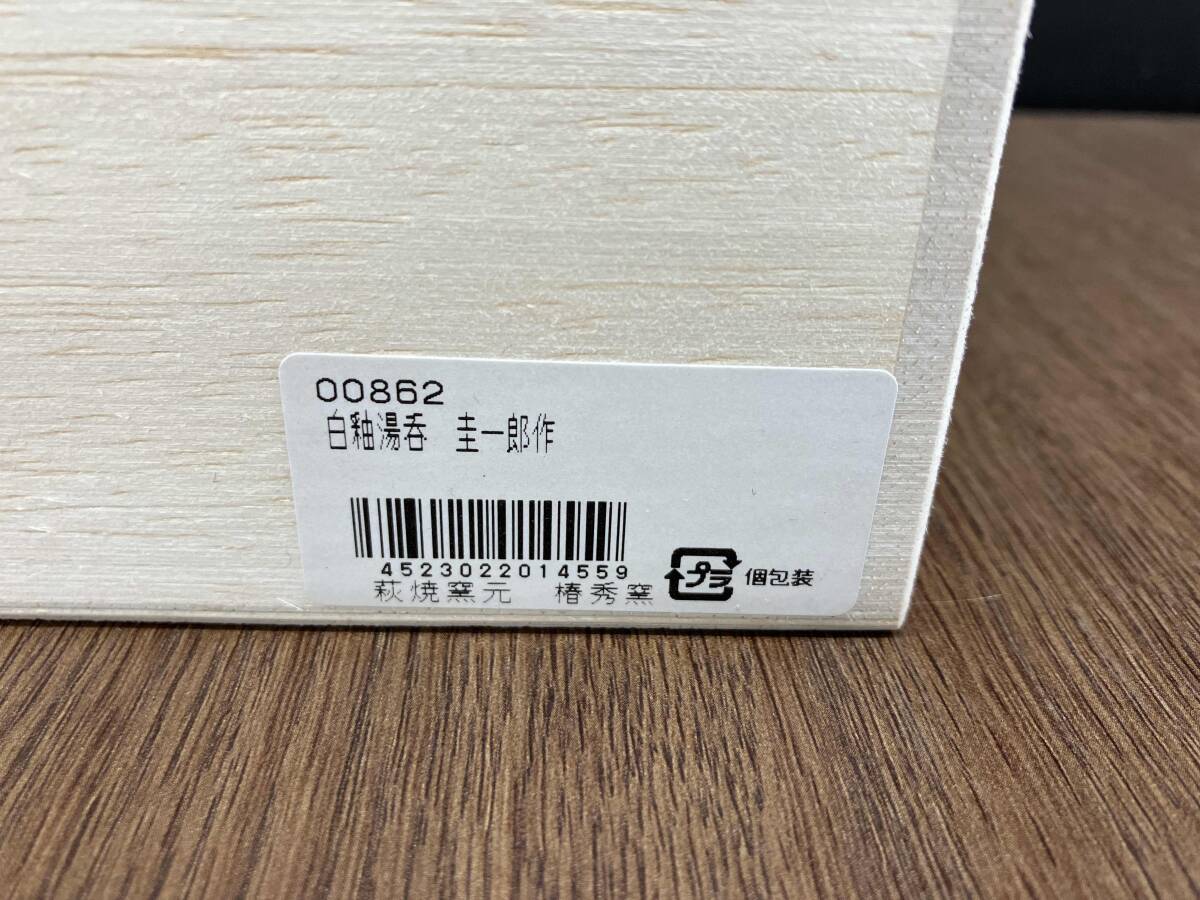 00862
白釉湯呑　圭一郎作
4523022014559
萩焼窯元　椿秀窯
プラ 個包装